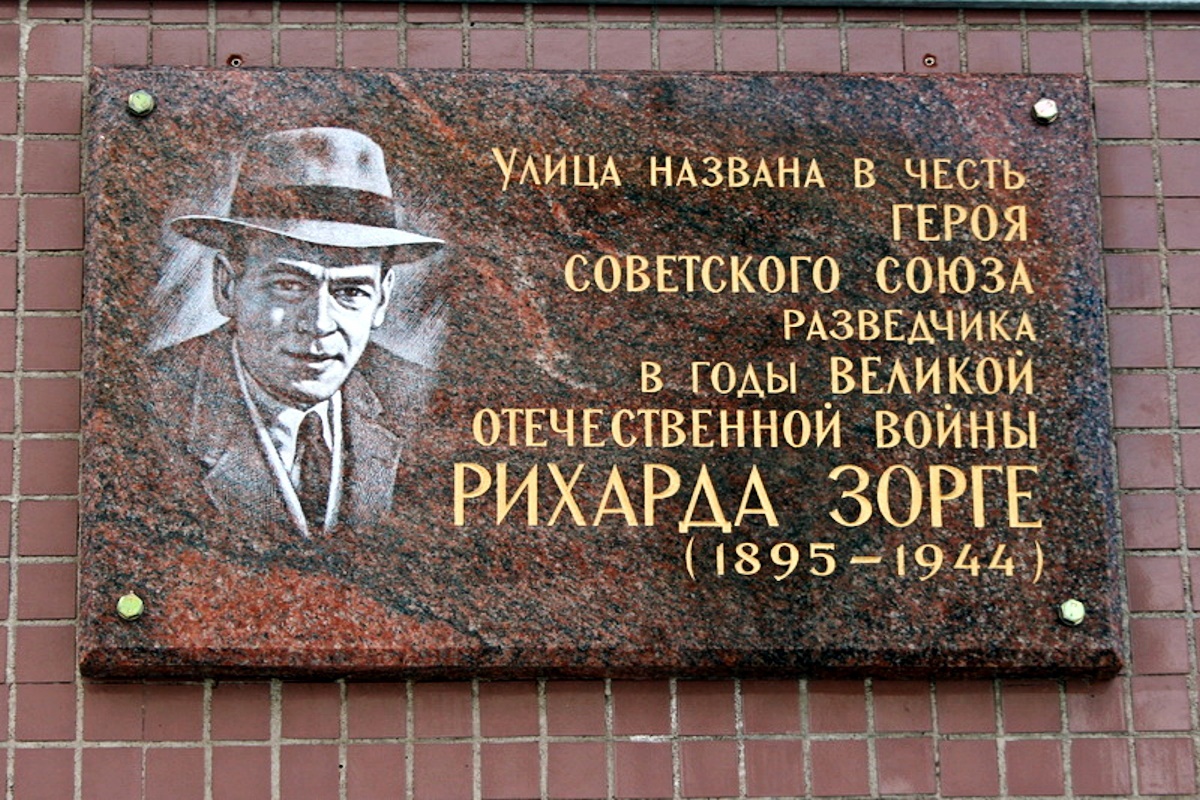 Улица названа в честь
Героя
Советского Союза
разведчика
в годы Великой
Отечественной войны
РИХАРДА ЗОРГЕ
(1895–1944)